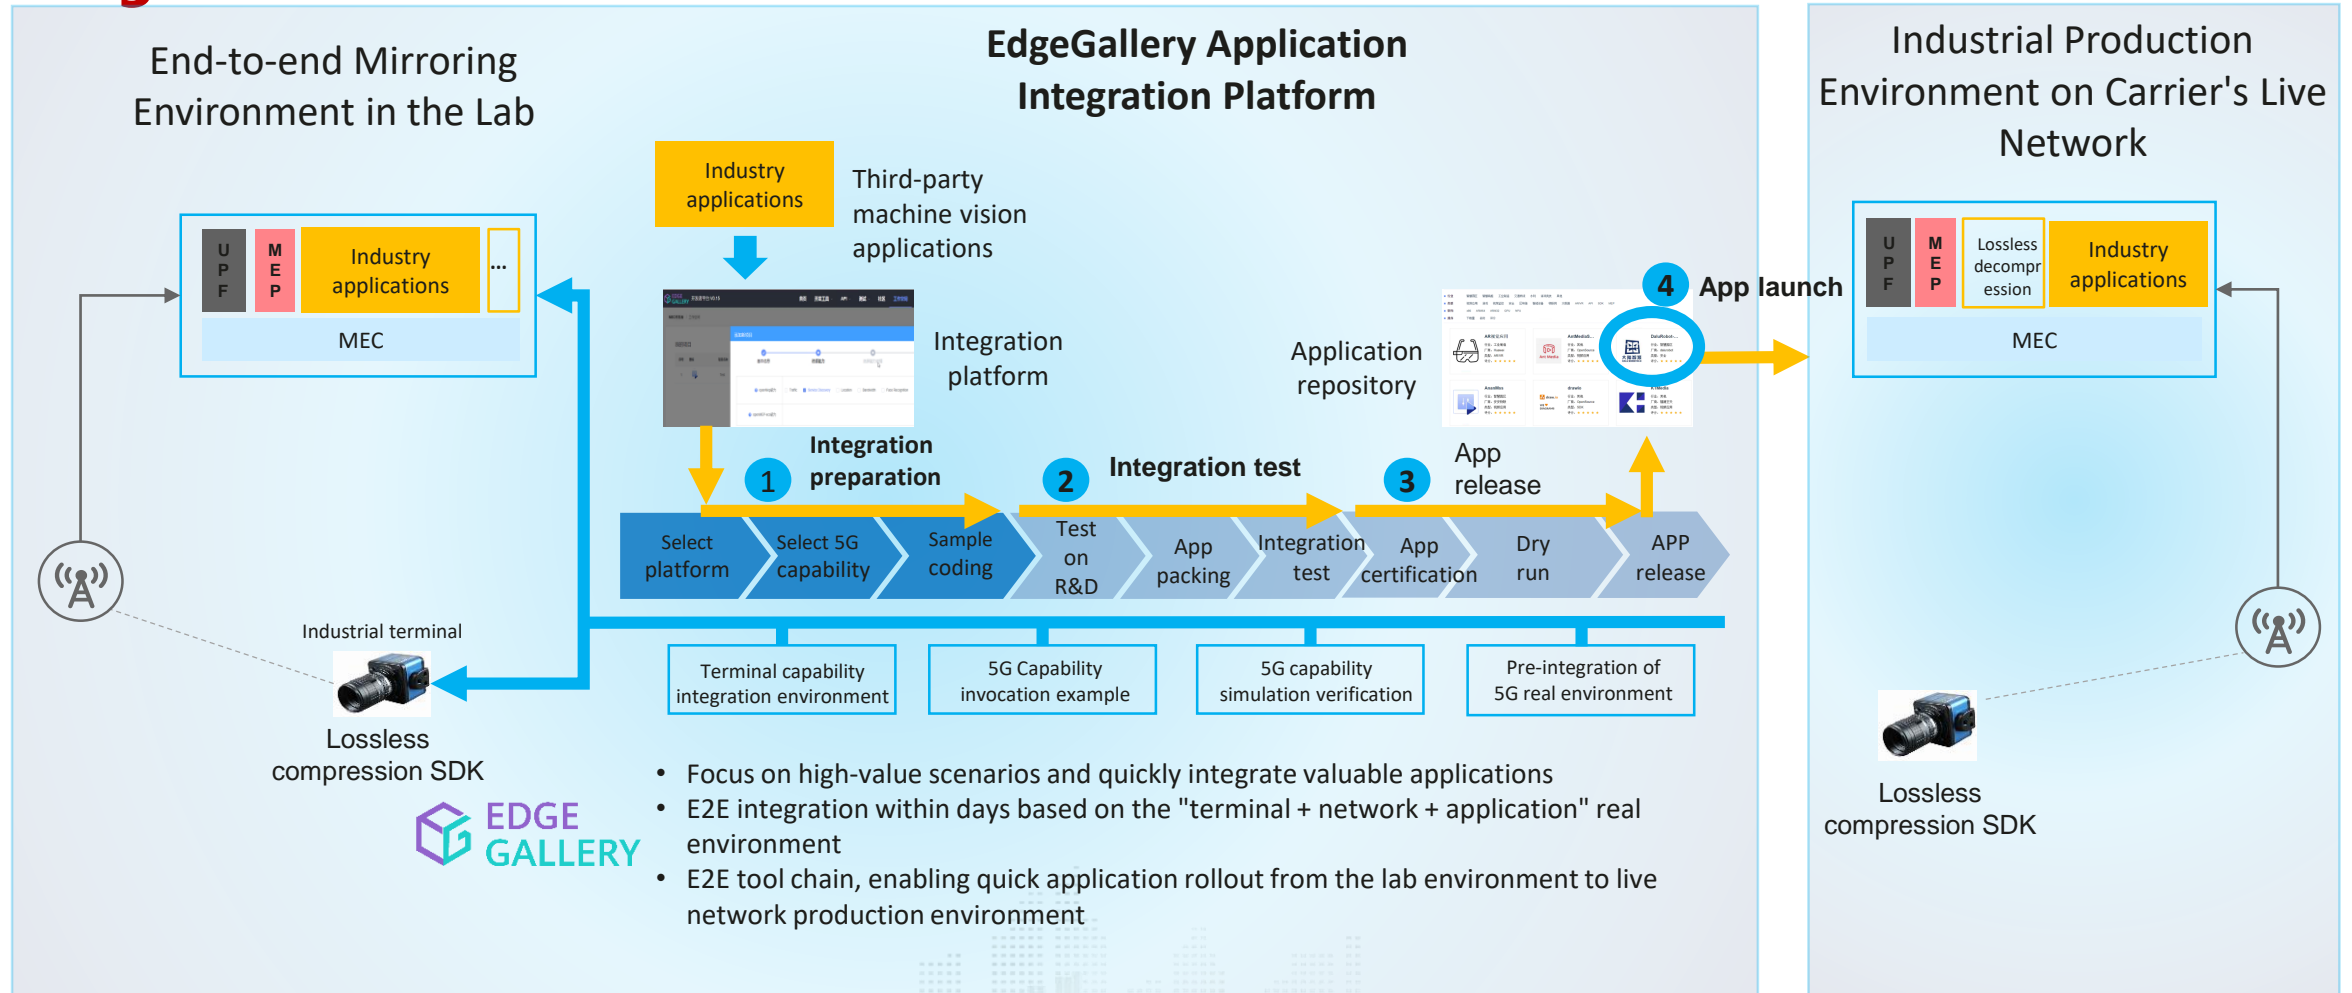 End-to-end Mirroring
Environment in the Lab
EdgeGallery Application
Integration Platform
Industrial Production
Environment on Carrier's Live
Network
Industry
applications
Third-party
machine vision
applications
U
P
F
M
E
P
Industry
applications
...
MEC
Integration
platform
Application
repository
4
App launch
U
P
F
M
E
P
Lossless
decompr
ession
Industry
applications
MEC
1
Integration
preparation
2
Integration test
3
App
release
Select
platform
Select 5G
capability
Sample
coding
Test
on
R&D
App
packing
Integration
test
App
certification
Dry
run
APP
release
Industrial terminal
Lossless
compression SDK
Terminal capability
integration environment
5G Capability
invocation example
5G capability
simulation verification
Pre-integration of
5G real environment
EDGE
GALLERY
• Focus on high-value scenarios and quickly integrate valuable applications
• E2E integration within days based on the "terminal + network + application" real
environment
• E2E tool chain, enabling quick application rollout from the lab environment to live
network production environment
Lossless
compression SDK